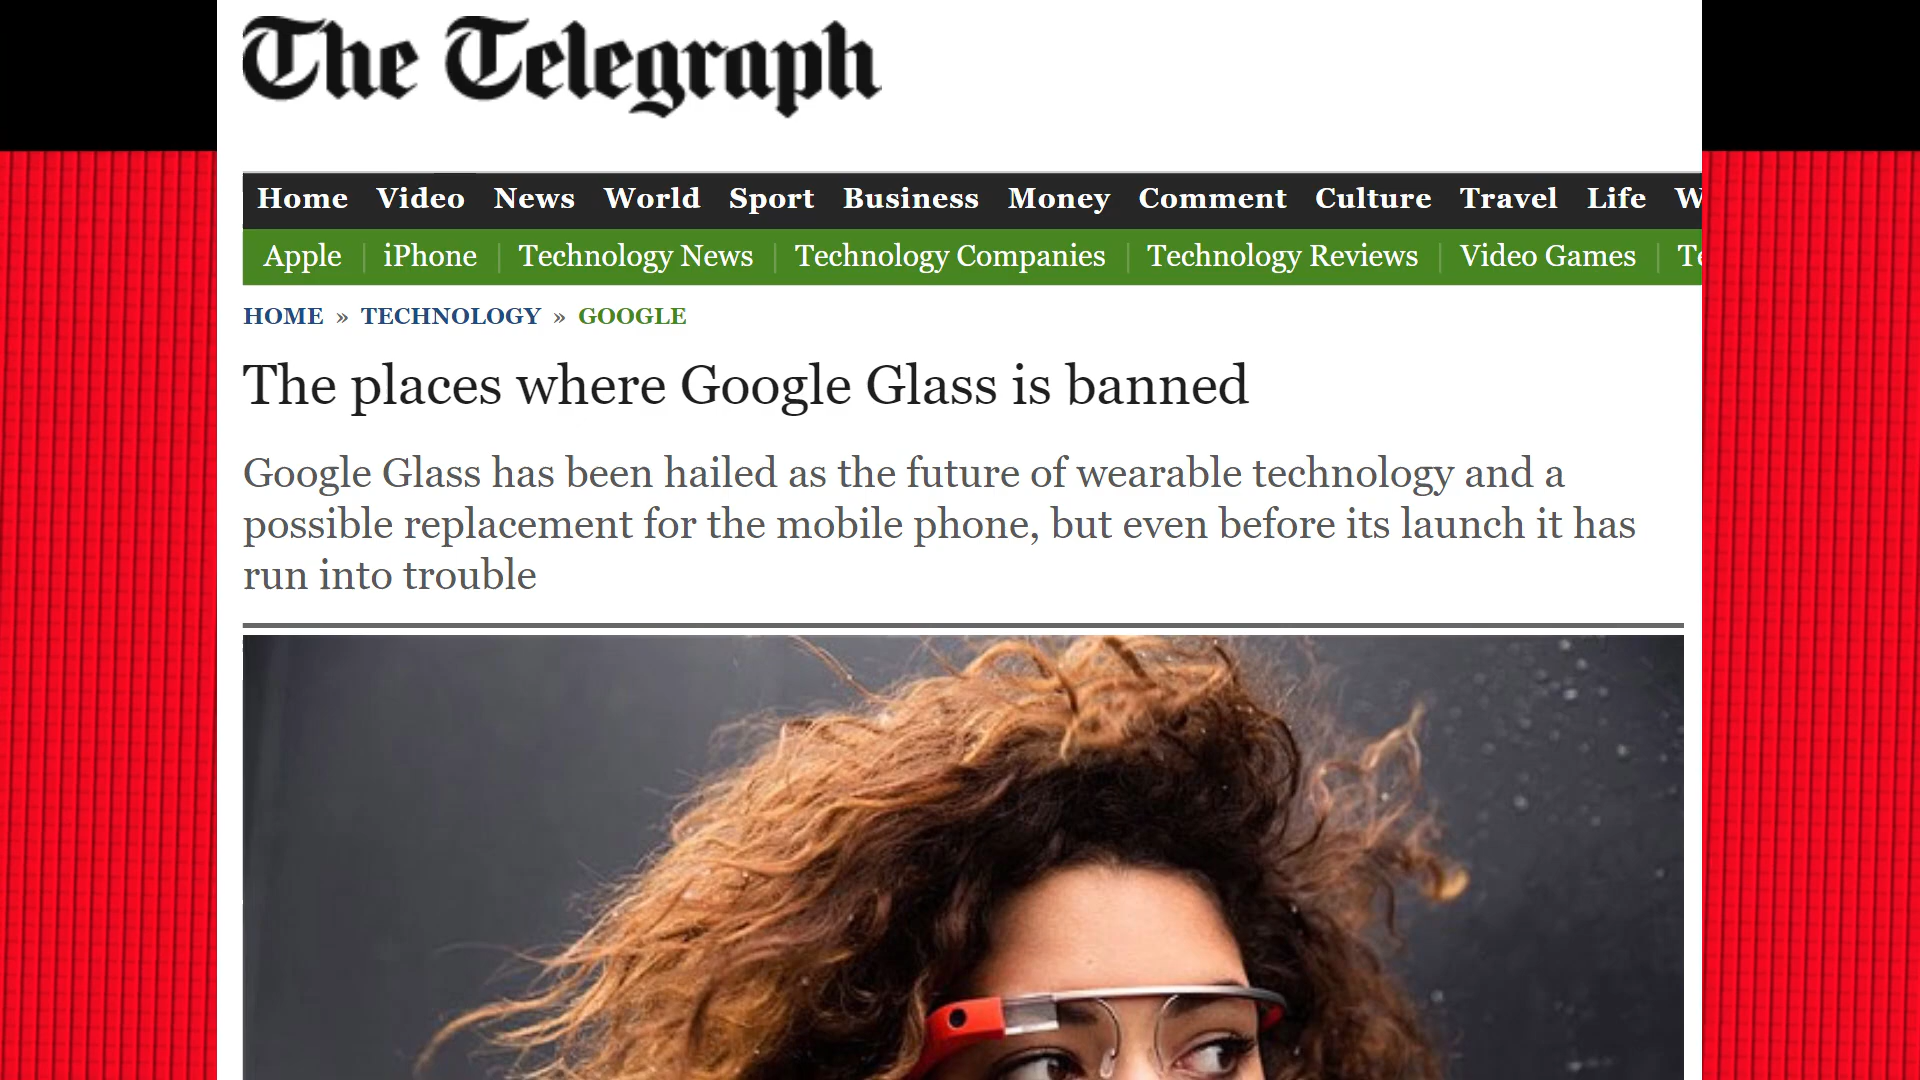 The Telegraph
Home Video News World Sport Business Money Comment Culture Travel Life
Apple iPhone Technology News Technology Companies Technology Reviews Video Games
HOME » TECHNOLOGY » GOOGLE
The places where Google Glass is banned
Google Glass has been hailed as the future of wearable technology and a
possible replacement for the mobile phone, but even before its launch it has
run into trouble